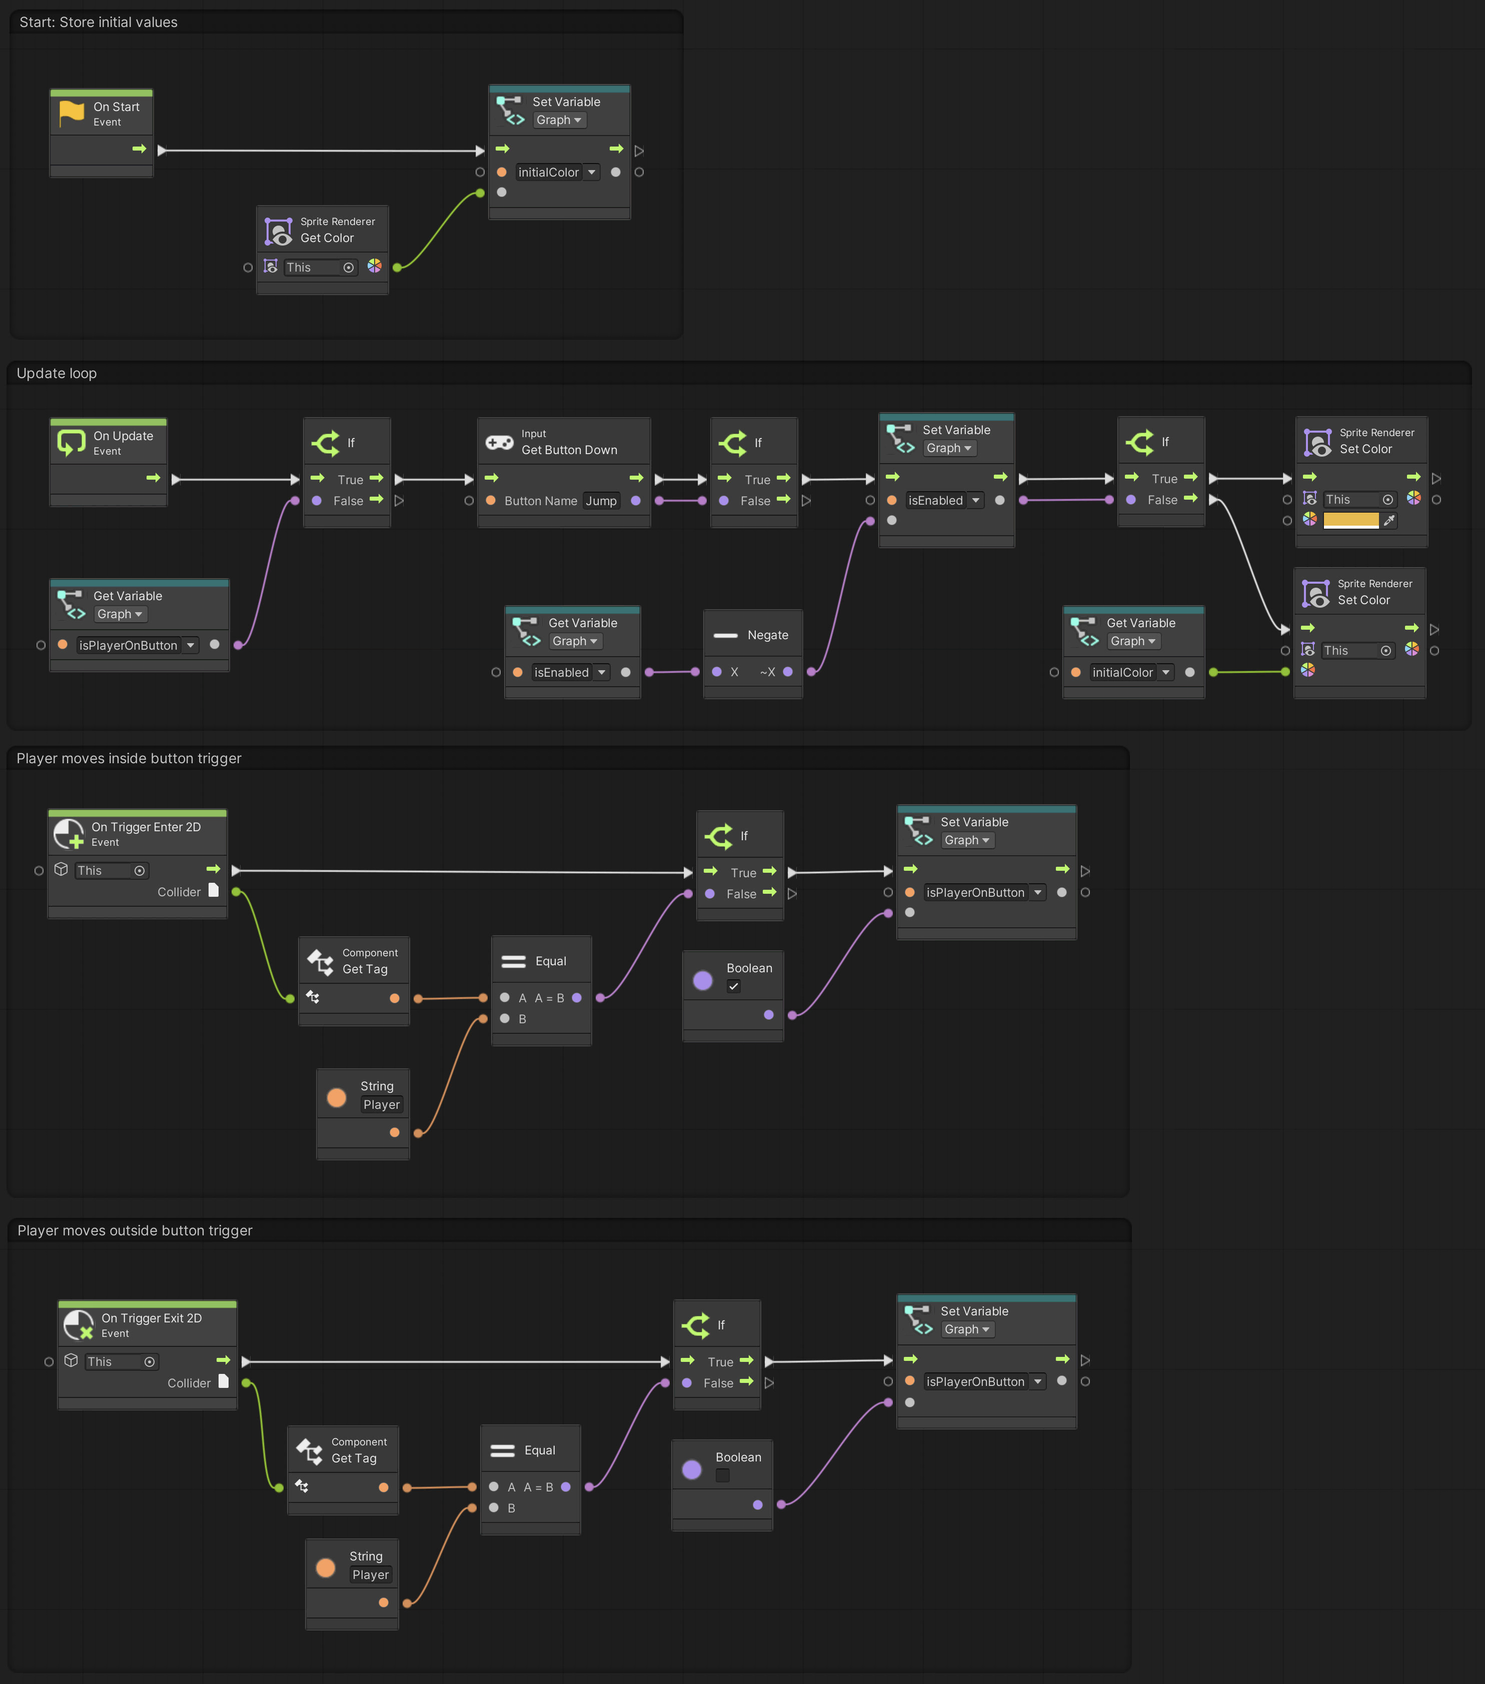 Start: Store initial values
On Start
Event
Set Variable
Graph
initialColor
Sprite Renderer
Get Color
This
Update loop
On Update
Event
If
True
False
Input
Get Button Down
Button Name Jump
If
True
False
Set Variable
Graph
isEnabled
If
True
False
Sprite Renderer
Set Color
This
Get Variable
Graph
isPlayerOnButton
Get Variable
Graph
isEnabled
Negate
X ~X
Get Variable
Graph
initialColor
Sprite Renderer
Set Color
This
Player moves inside button trigger
On Trigger Enter 2D
Event
This
Collider
If
True
False
Set Variable
Graph
isPlayerOnButton
Component
Get Tag
Equal
A A = B
B
Boolean
String
Player
Player moves outside button trigger
On Trigger Exit 2D
Event
This
Collider
If
True
False
Set Variable
Graph
isPlayerOnButton
Component
Get Tag
Equal
A A = B
B
Boolean
String
Player